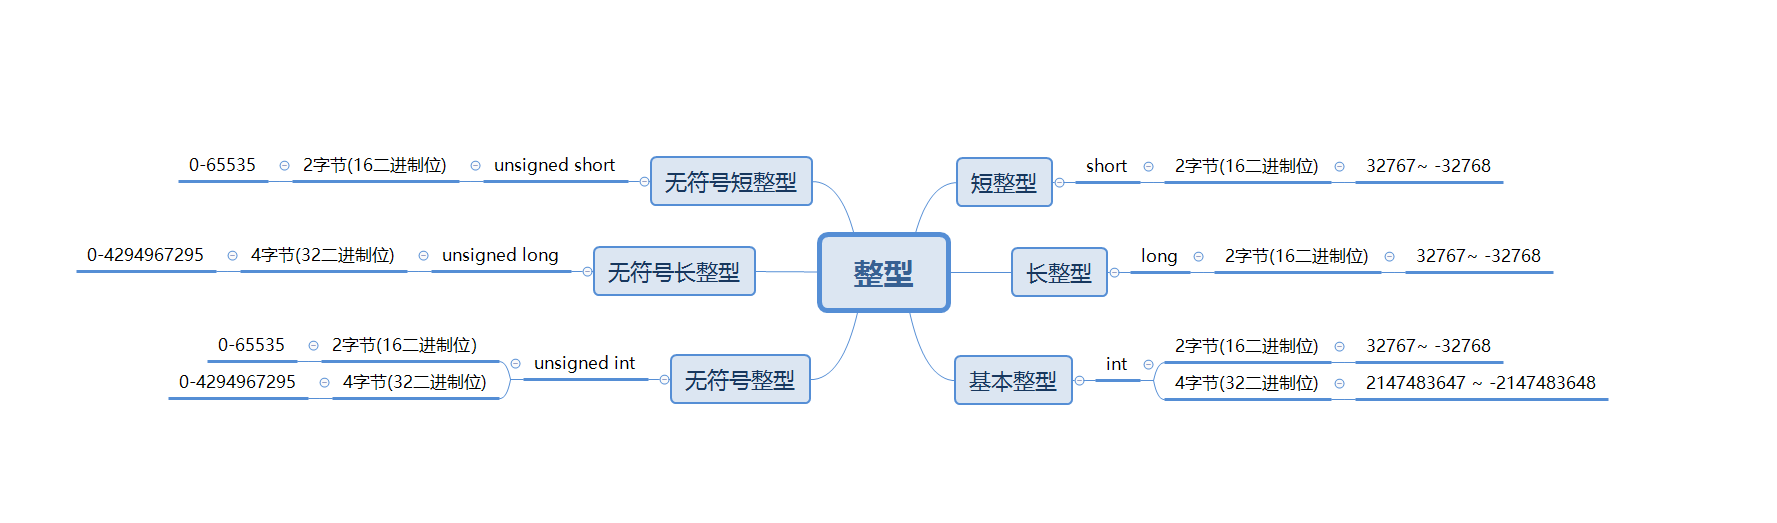 整型
无符号短整型
unsigned short
2字节(16二进制位)
0-65535
无符号长整型
unsigned long
4字节(32二进制位)
0-4294967295
无符号整型
unsigned int
2字节(16二进制位)
0-65535
4字节(32二进制位)
0-4294967295
短整型
short
2字节(16二进制位)
32767~ -32768
长整型
long
2字节(16二进制位)
32767~ -32768
基本整型
int
2字节(16二进制位)
32767~ -32768
4字节(32二进制位)
2147483647 ~ -2147483648